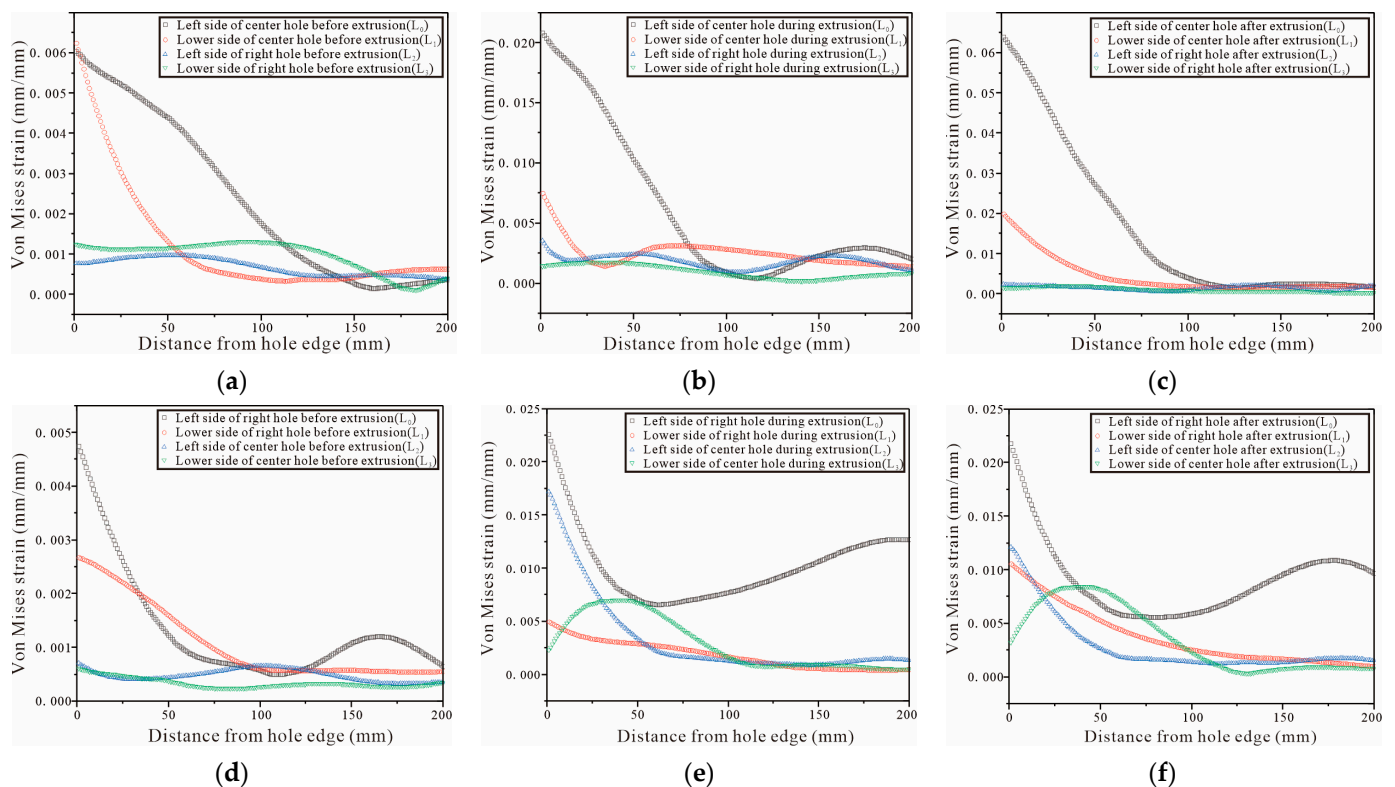 Left side of center hole before extrusion(L0)
Lower side of center hole before extrusion(L1)
Left side of right hole before extrusion(L2)
Lower side of right hole before extrusion(L3)
0. 007
0. 006
0. 005
0. 004
0. 003
0. 002
0. 001
0. 000
Von Mises strain (mm/mm)
0
50
100
150
200
Distance from hole edge (mm)
(a)
Left side of center hole during extrusion(L0)
Lower side of center hole during extrusion(L1)
Left side of right hole during extrusion(L2)
Lower side of right hole during extrusion(L3)
0. 020
0. 015
0. 010
0. 005
0. 000
Von Mises strain (mm/mm)
0
50
100
150
200
Distance from hole edge (mm)
(b)
Left side of center hole after extrusion(L0)
Lower side of center hole after extrusion(L1)
Left side of right hole after extrusion(L2)
Lower side of right hole after extrusion(L3)
0. 07
0. 06
0. 05
0. 04
0. 03
0. 02
0. 01
0. 00
Von Mises strain (mm/mm)
0
50
100
150
200
Distance from hole edge (mm)
(c)
Left side of right hole before extrusion(L0)
Lower side of right hole before extrusion(L1)
Left side of center hole before extrusion(L2)
Lower side of center hole before extrusion(L3)
0. 005
0. 004
0. 003
0. 002
0. 001
0. 000
Von Mises strain (mm/mm)
0
50
100
150
200
Distance from hole edge (mm)
(d)
Left side of right hole during extrusion(L0)
Lower side of right hole during extrusion(L1)
Left side of center hole during extrusion(L2)
Lower side of center hole during extrusion(L3)
0. 025
0. 020
0. 015
0. 010
0. 005
0. 000
Von Mises strain (mm/mm)
0
50
100
150
200
Distance from hole edge (mm)
(e)
Left side of right hole after extrusion(L0)
Lower side of right hole after extrusion(L1)
Left side of center hole after extrusion(L2)
Lower side of center hole after extrusion(L3)
0. 025
0. 020
0. 015
0. 010
0. 005
0. 000
Von Mises strain (mm/mm)
0
50
100
150
200
Distance from hole edge (mm)
(f)